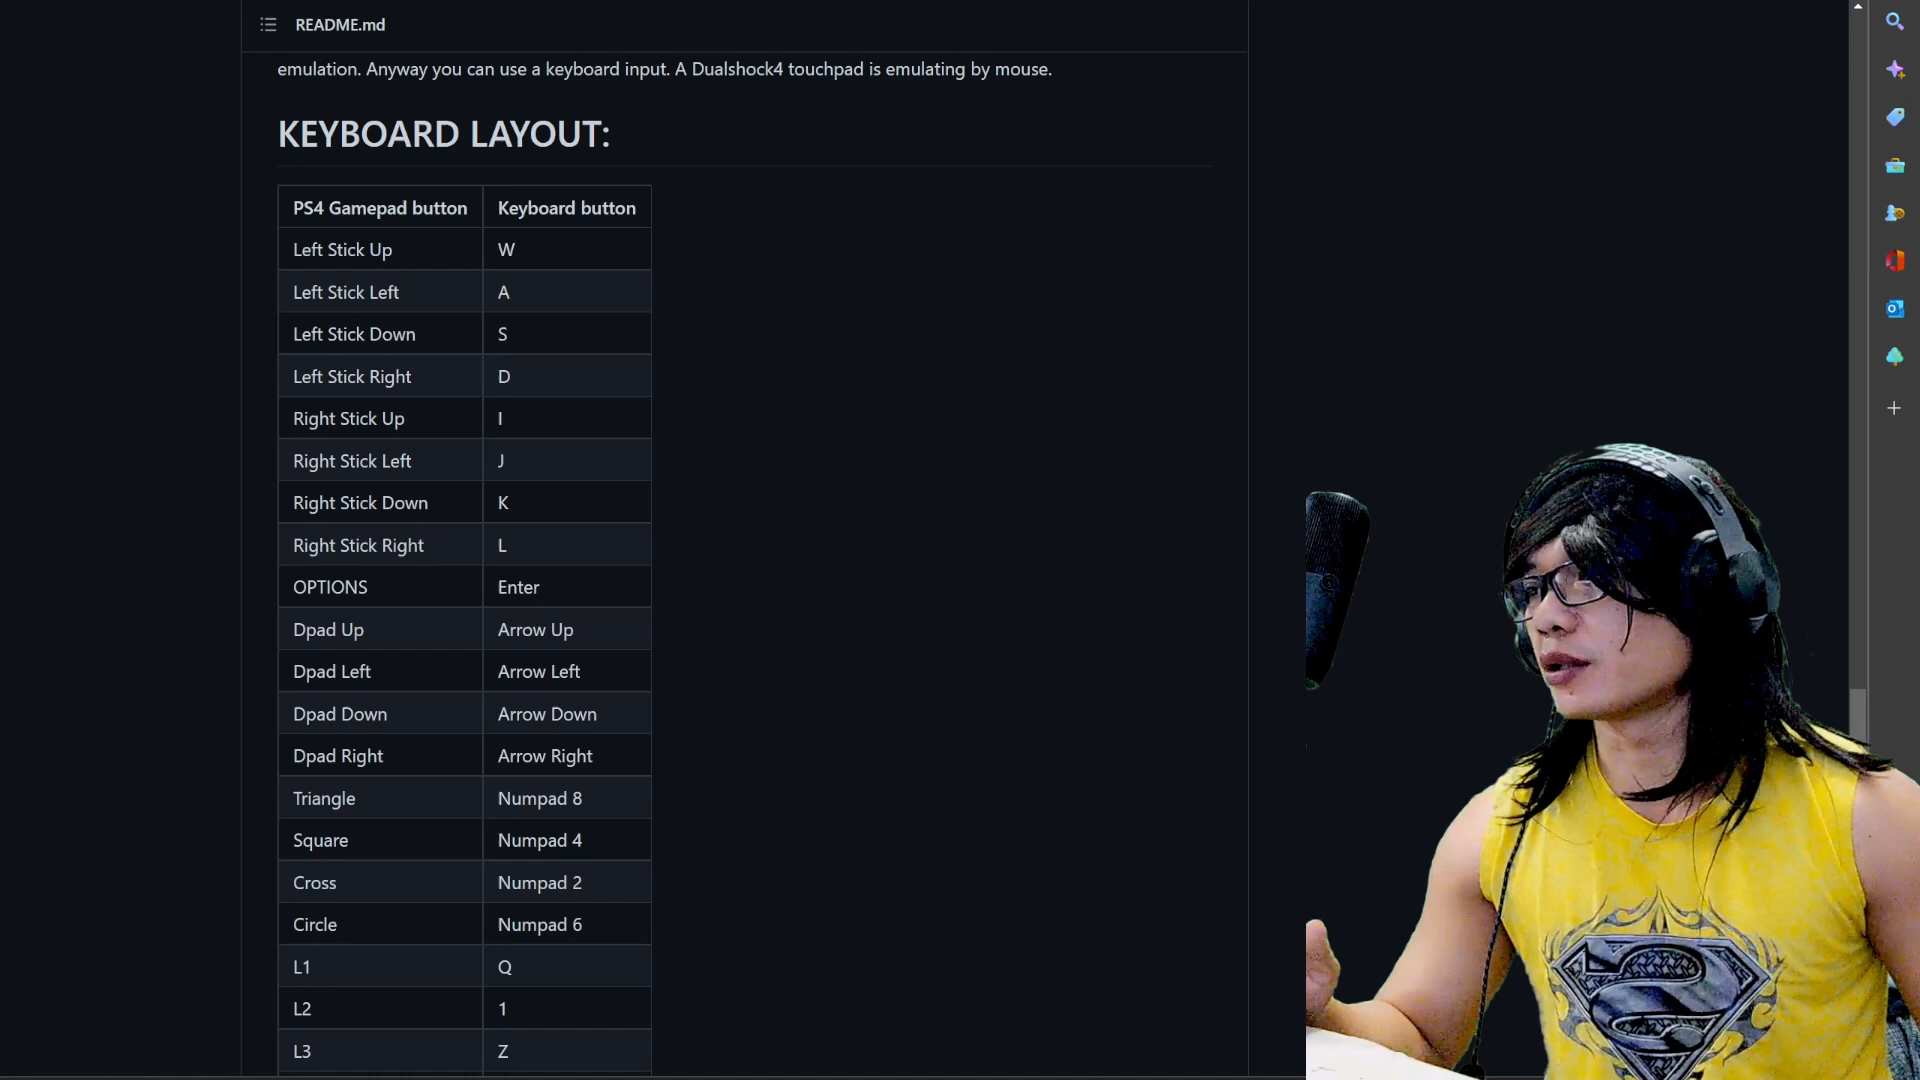 README.md
emulation. Anyway you can use a keyboard input. A Dualshock4 touchpad is emulating by mouse.
KEYBOARD LAYOUT:
PS4 Gamepad button Keyboard button
Left Stick Up W
Left Stick Left A
Left Stick Down S
Left Stick Right D
Right Stick Up I
Right Stick Left J
Right Stick Down K
Right Stick Right L
OPTIONS Enter
Dpad Up Arrow Up
Dpad Left Arrow Left
Dpad Down Arrow Down
Dpad Right Arrow Right
Triangle Numpad 8
Square Numpad 4
Cross Numpad 2
Circle Numpad 6
L1 Q
L2 1
L3 Z